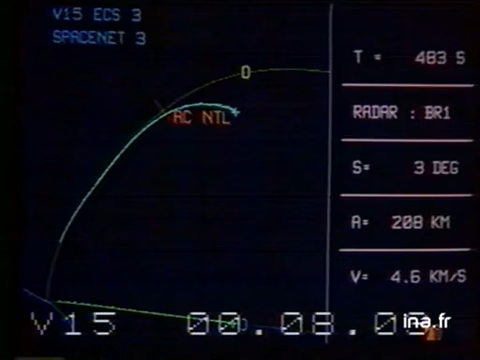 V15 ECS 3
SPACENET 3
T = 483 S
RADAR : BR1
S= 3 DEG
A= 208 KM
V= 4.6 KM/S
AC NTL
V15 00.08.0
ina.fr